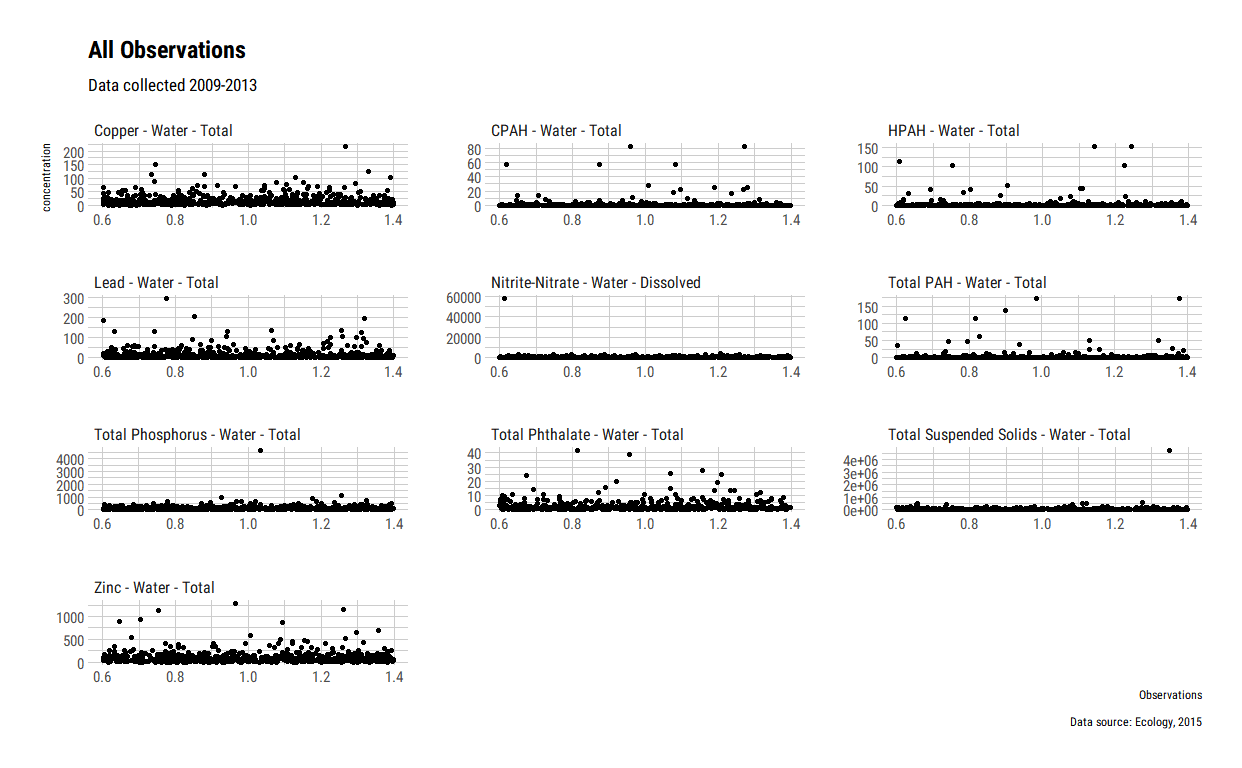 All Observations
Data collected 2009-2013
Copper - Water - Total
CPAH - Water - Total
HPAH - Water - Total
concentration
200
150
100
50
0
0.6 0.8 1.0 1.2 1.4
80
60
40
20
0
0.6 0.8 1.0 1.2 1.4
150
100
50
0
0.6 0.8 1.0 1.2 1.4
Lead - Water - Total
Nitrite-Nitrate - Water - Dissolved
Total PAH - Water - Total
300
200
100
0
0.6 0.8 1.0 1.2 1.4
60000
40000
20000
0
0.6 0.8 1.0 1.2 1.4
150
100
50
0
0.6 0.8 1.0 1.2 1.4
Total Phosphorus - Water - Total
Total Phthalate - Water - Total
Total Suspended Solids - Water - Total
4000
3000
2000
1000
0
0.6 0.8 1.0 1.2 1.4
40
30
20
10
0
0.6 0.8 1.0 1.2 1.4
4e+06
3e+06
2e+06
1e+06
0e+00
0.6 0.8 1.0 1.2 1.4
Zinc - Water - Total
1000
500
0
0.6 0.8 1.0 1.2 1.4
Observations
Data source: Ecology, 2015